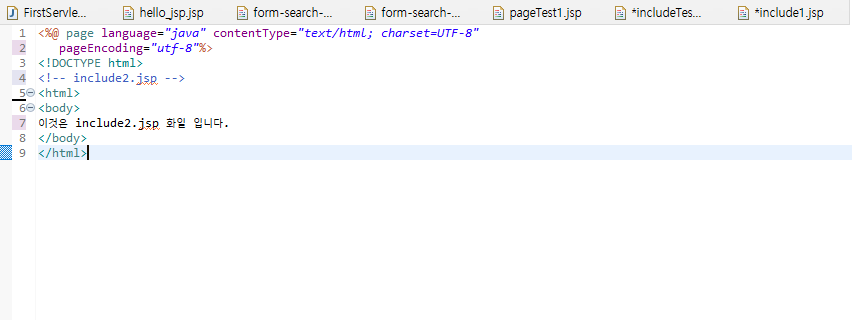 FirstServle... hello_jsp.jsp form-search-... form-search-... pageTest1.jsp *includeTes... *include1.jsp
1 <%@ page language="java" contentType="text/html; charset=UTF-8"
2 pageEncoding="utf-8"%>
3 <!DOCTYPE html>
4 <!-- include2.jsp -->
5 <html>
6 <body>
7 이것은 include2.jsp 화일 입니다.
8 </body>
9 </html>